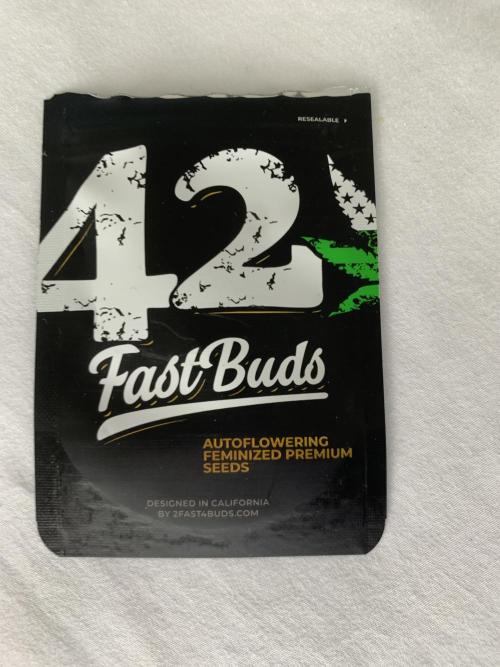 RESEALABLE
42
FastBuds
AUTOFLOWERING
FEMINIZED PREMIUM
SEEDS
DESIGNED IN CALIFORNIA
BY 2FAST4BUDS.COM